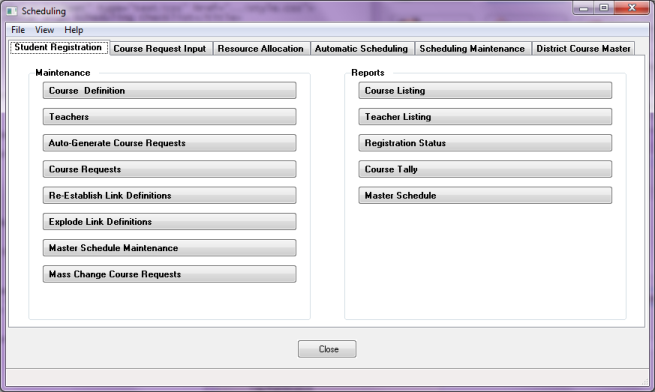 Scheduling
File View Help
Student Registration Course Request Input Resource Allocation Automatic Scheduling Scheduling Maintenance District Course Master
Maintenance
Course Definition
Teachers
Auto-Generate Course Requests
Course Requests
Re-Establish Link Definitions
Explode Link Definitions
Master Schedule Maintenance
Mass Change Course Requests
Reports
Course Listing
Teacher Listing
Registration Status
Course Tally
Master Schedule
Close